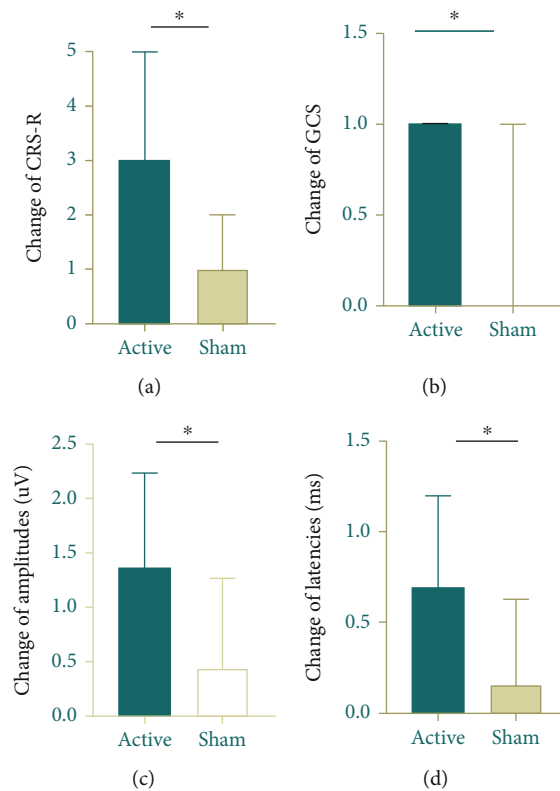 *
Change of CRS-R
5
4
3
2
1
0
Active Sham
(a)
*
Change of GCS
1.5
1.0
0.5
0.0
Active Sham
(b)
*
Change of amplitudes (uV)
2.5
2.0
1.5
1.0
0.5
0.0
Active Sham
(c)
*
Change of latencies (ms)
1.5
1.0
0.5
0.0
Active Sham
(d)